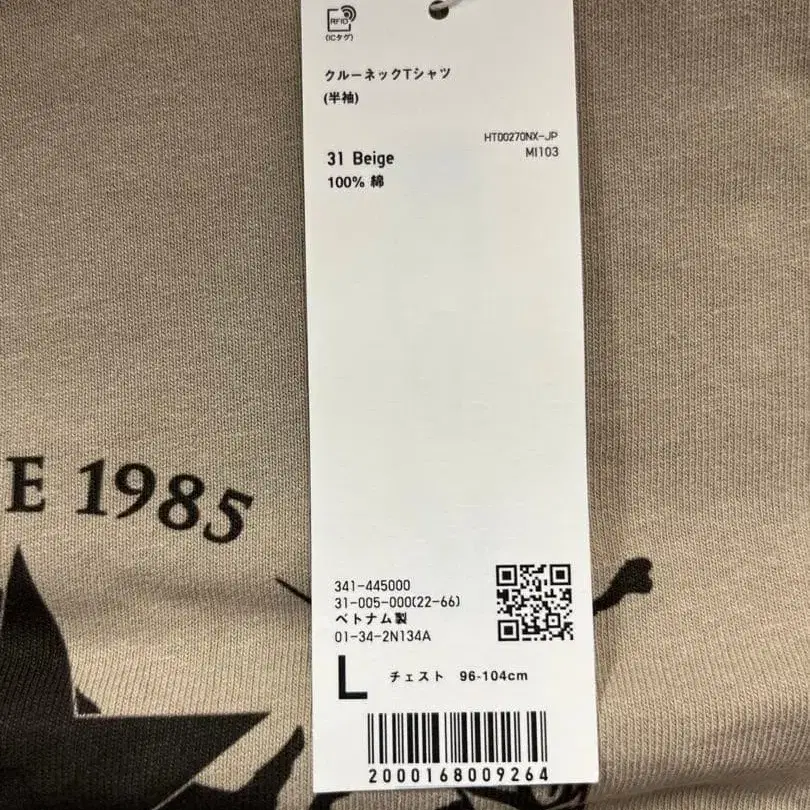 RFID
(ICタグ)
クルーネックTシャツ
(半袖)
HT00270NX-JP
MI103
31 Beige
100% 綿
E 1985
341-445000
31-005-000(22-66)
ベトナム製
01-34-2N134A
L チェスト 96-104cm
2000168009264